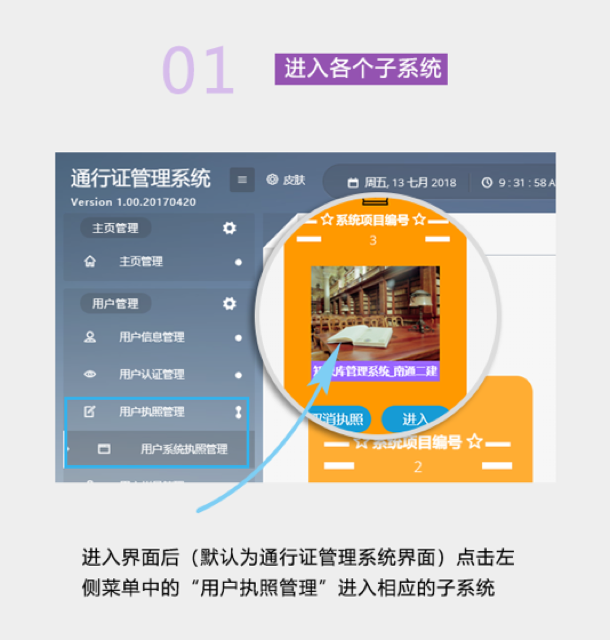 01
进入各个子系统
通行证管理系统
皮肤
周五, 13 七月 2018
9 : 31 : 58 A
Version 1.00.20170420
主页管理
主页管理
用户管理
用户信息管理
用户认证管理
用户执照管理
用户系统执照管理
☆系统项目编号☆
3
库管理系统_南通二建
取消执照
进入
☆系统项目编号☆
2
进入界面后（默认为通行证管理系统界面）点击左
侧菜单中的“用户执照管理”进入相应的子系统